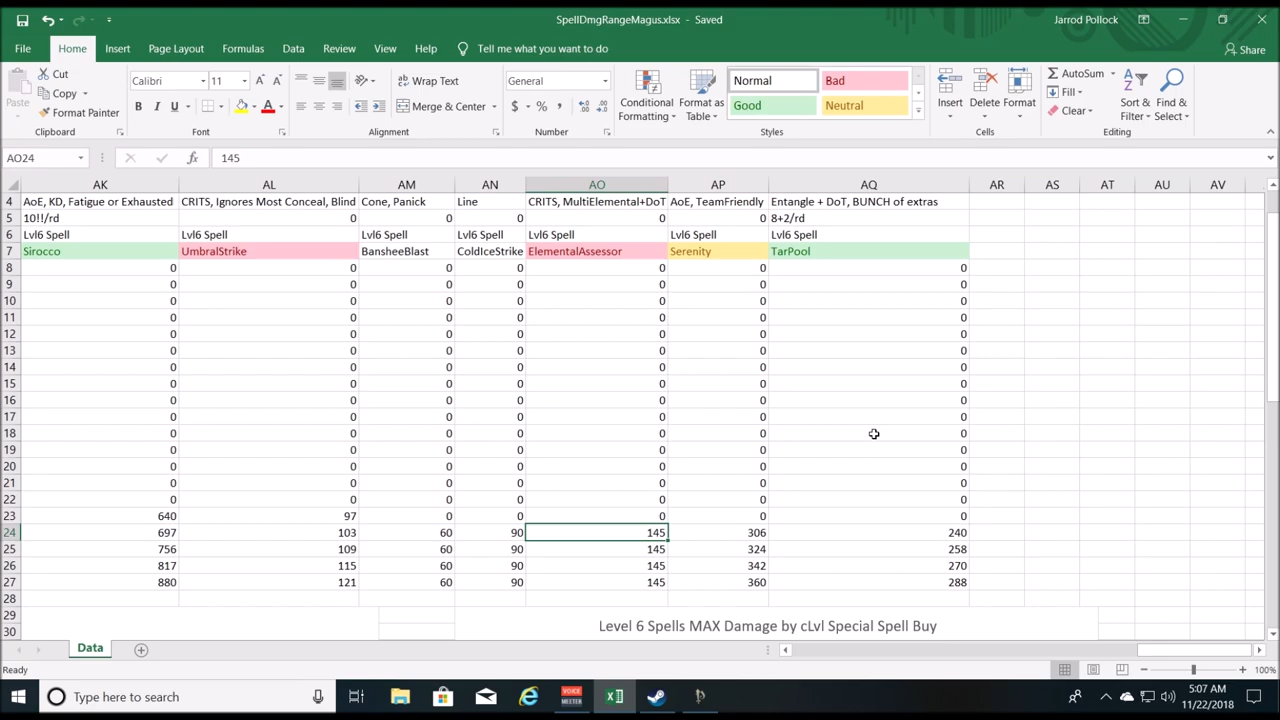 SpellDmgRangeMagus.xlsx - Saved
Jarrod Pollock
File Home Insert Page Layout Formulas Data Review View Help Tell me what you want to do Share
Paste Cut Copy Format Painter Clipboard
Calibri 11 B I U A A A Font
Wrap Text Merge & Center Alignment
General $ % , Number
Conditional Formatting Format as Table Normal Bad Good Neutral Styles
Insert Delete Format Cells
AutoSum Fill Clear Sort & Filter Find & Select Editing
AO24 fx 145
AK AL AM AN AO AP AQ AR AS AT AU AV
4 AoE, KD, Fatigue or Exhausted CRITS, Ignores Most Conceal, Blind Cone, Panick Line CRITS, MultiElemental+DoT AoE, TeamFriendly Entangle + DoT, BUNCH of extras
5 10!!/rd 0 0 0 0 0 8+2/rd
6 Lvl6 Spell Lvl6 Spell Lvl6 Spell Lvl6 Spell Lvl6 Spell Lvl6 Spell Lvl6 Spell
7 Sirocco UmbralStrike BansheeBlast ColdIceStrike ElementalAssessor Serenity TarPool
8 0 0 0 0 0 0 0
9 0 0 0 0 0 0 0
10 0 0 0 0 0 0 0
11 0 0 0 0 0 0 0
12 0 0 0 0 0 0 0
13 0 0 0 0 0 0 0
14 0 0 0 0 0 0 0
15 0 0 0 0 0 0 0
16 0 0 0 0 0 0 0
17 0 0 0 0 0 0 0
18 0 0 0 0 0 0 0
19 0 0 0 0 0 0 0
20 0 0 0 0 0 0 0
21 0 0 0 0 0 0 0
22 0 0 0 0 0 0 0
23 640 97 0 0 0 0 0
24 697 103 60 90 145 306 240
25 756 109 60 90 145 324 258
26 817 115 60 90 145 342 270
27 880 121 60 90 145 360 288
28
29
30 Level 6 Spells MAX Damage by cLvl Special Spell Buy
Data
Ready 100%
Type here to search VOICE MEETER 5:07 AM
11/22/2018